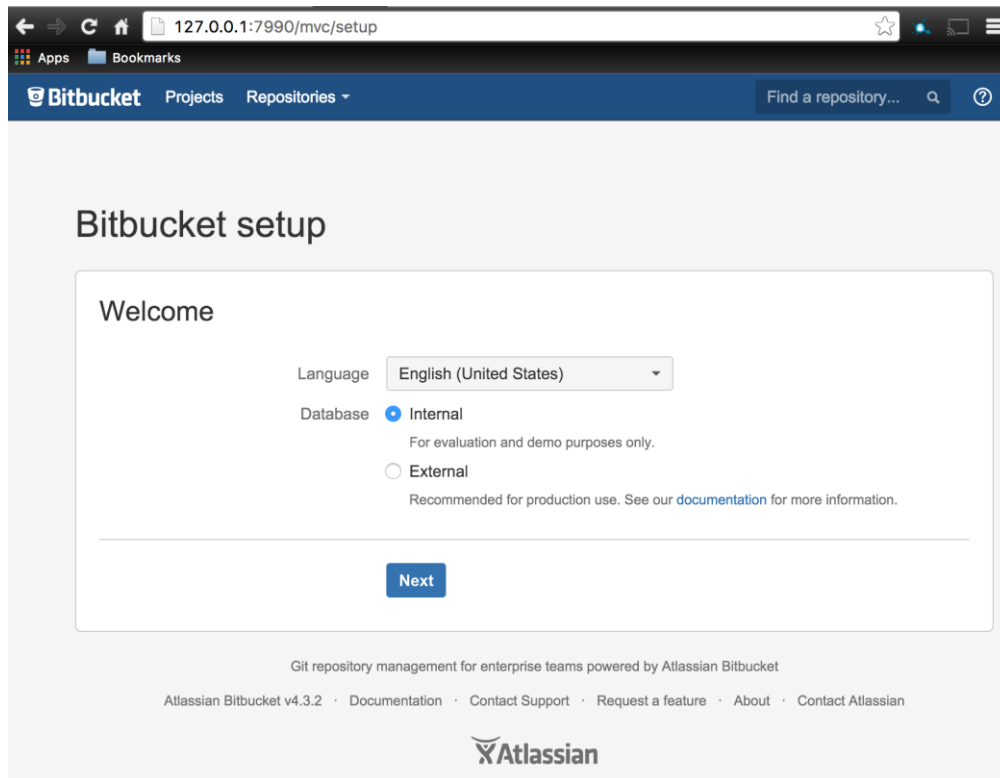 127.0.0.1:7990/mvc/setup
Apps Bookmarks
Bitbucket Projects Repositories Find a repository...
Bitbucket setup
Welcome
Language English (United States)
Database Internal
For evaluation and demo purposes only.
External
Recommended for production use. See our documentation for more information.
Next
Git repository management for enterprise teams powered by Atlassian Bitbucket
Atlassian Bitbucket v4.3.2 · Documentation · Contact Support · Request a feature · About · Contact Atlassian
Atlassian